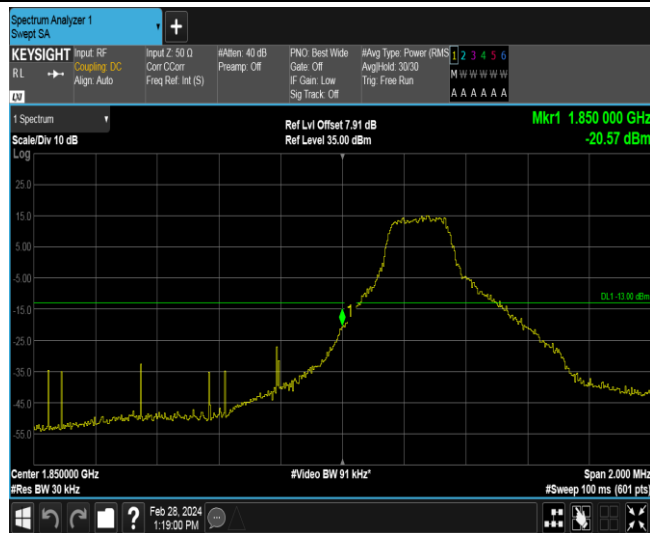 Spectrum Analyzer 1
Swept SA
+
KEYSIGHT
RL
LXI
Input: RF
Coupling: DC
Align: Auto
Input Z: 50 Ω
Corr CCorr
Freq Ref: Int (S)
#Atten: 40 dB
Preamp: Off
PNO: Best Wide
Gate: Off
IF Gain: Low
Sig Track: Off
#Avg Type: Power (RMS
Avg|Hold: 30/30
Trig: Free Run
1 2 3 4 5 6
M W W W W W
A A A A A A
1 Spectrum
Scale/Div 10 dB
Log
Ref Lvl Offset 7.91 dB
Ref Level 35.00 dBm
Mkr1 1.850 000 GHz
-20.57 dBm
25.0
15.0
5.00
-5.00
-15.0
-25.0
-35.0
-45.0
-55.0
DL1 -13.00 dBm
Center 1.850000 GHz
#Res BW 30 kHz
#Video BW 91 kHz*
Span 2.000 MHz
#Sweep 100 ms (601 pts)
?
Feb 28, 2024
1:19:00 PM